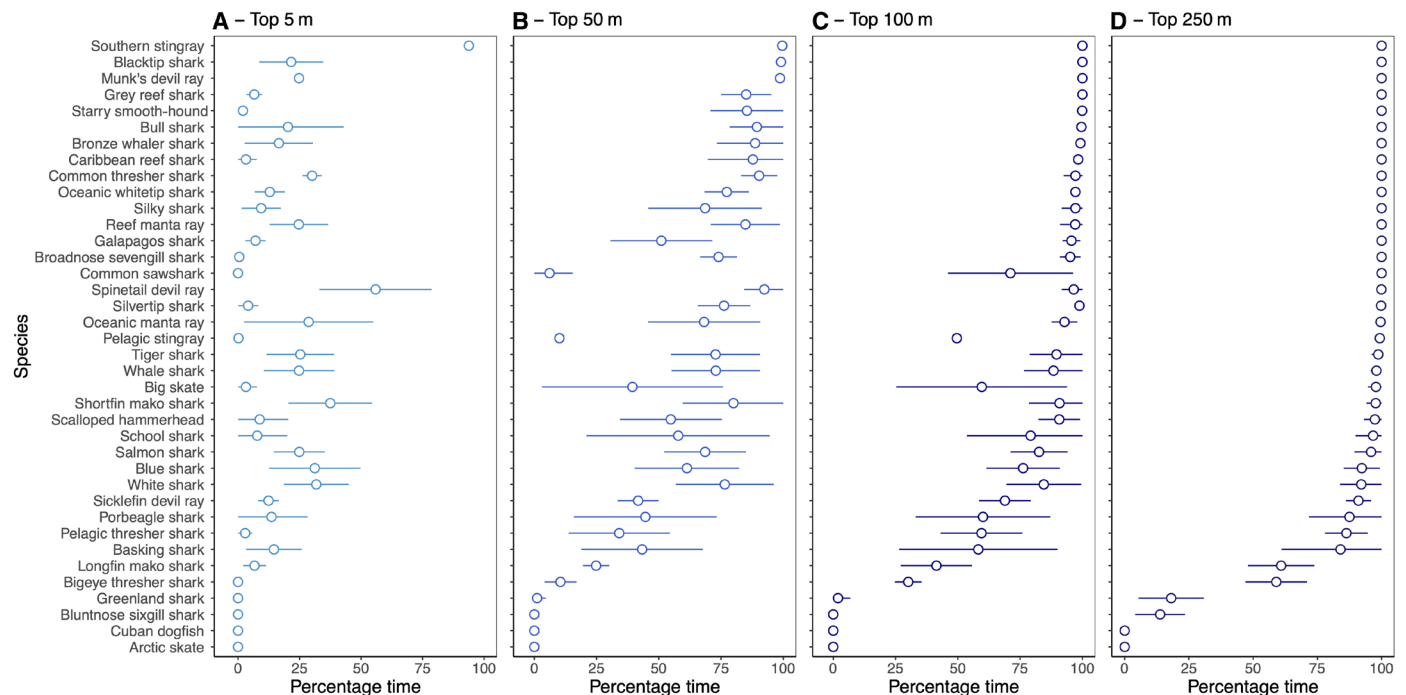 A – Top 5 m
B – Top 50 m
C – Top 100 m
D – Top 250 m
Species
Southern stingray
Blacktip shark
Munk's devil ray
Grey reef shark
Starry smooth-hound
Bull shark
Bronze whaler shark
Caribbean reef shark
Common thresher shark
Oceanic whitetip shark
Silky shark
Reef manta ray
Galapagos shark
Broadnose sevengill shark
Common sawshark
Spinetail devil ray
Silvertip shark
Oceanic manta ray
Pelagic stingray
Tiger shark
Whale shark
Big skate
Shortfin mako shark
Scalloped hammerhead
School shark
Salmon shark
Blue shark
White shark
Sicklefin devil ray
Porbeagle shark
Pelagic thresher shark
Basking shark
Longfin mako shark
Bigeye thresher shark
Greenland shark
Bluntnose sixgill shark
Cuban dogfish
Arctic skate
0 25 50 75 100
Percentage time
0 25 50 75 100
Percentage time
0 25 50 75 100
Percentage time
0 25 50 75 100
Percentage time